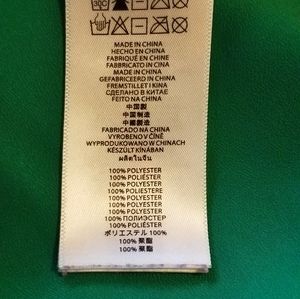 30C
MADE IN CHINA
HECHO EN CHINA
FABRIQUÉ EN CHINE
FABBRICATO IN CINA
MADE IN CHINA
GEFABRICEERD IN CHINA
FREMSTILLET I KINA
СДЕЛАНО В КИТАЕ
FEITO NA CHINA
中国製
中国制造
中國製造
FABRICADO NA CHINA
VYROBENO V ČÍNĚ
WYPRODUKOWANO W CHINACH
KÉSZÜLT KÍNÁBAN
ผลิตในจีน
100% POLYESTER
100% POLIÉSTER
100% POLYESTER
100% POLIESTERE
100% POLYESTER
100% POLYESTER
100% POLYESTER
100% ПОЛИЭСТЕР
100% POLIÉSTER
ポリエステル 100%
100% 聚酯
100% 聚酯